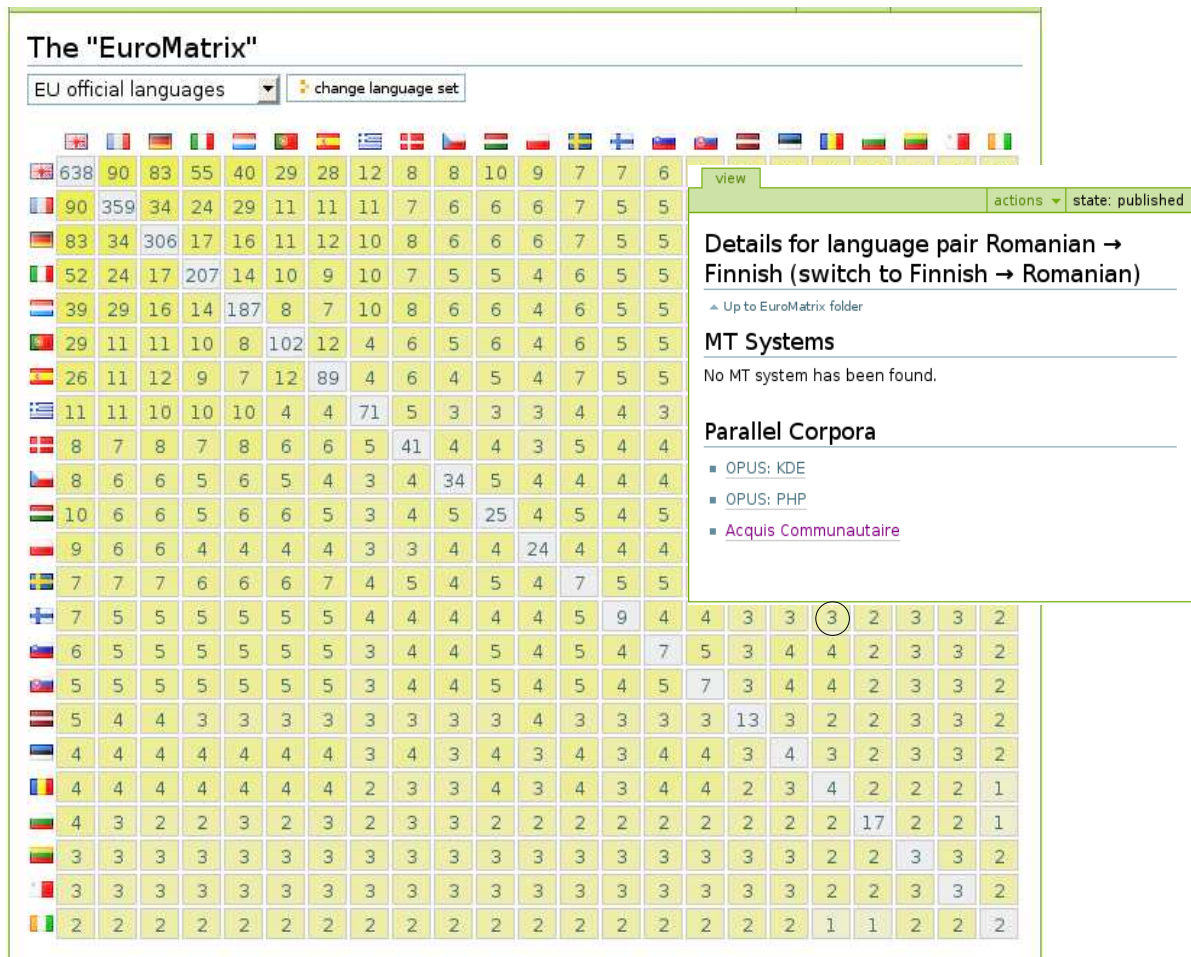 The "EuroMatrix"
EU official languages change language set
638 90 83 55 40 29 28 12 8 8 10 9 7 7 6
90 359 34 24 29 11 11 11 7 6 6 6 7 5 5
83 34 306 17 16 11 12 10 8 6 6 6 7 5 5
52 24 17 207 14 10 9 10 7 5 5 4 6 5 5
39 29 16 14 187 8 7 10 8 6 6 4 6 5 5
29 11 11 10 8 102 12 4 6 5 6 4 6 5 5
26 11 12 9 7 12 89 4 6 4 5 4 7 5 5
11 11 10 10 10 4 4 71 5 3 3 3 4 4 3
8 7 8 7 8 6 6 5 41 4 4 3 5 4 4
8 6 6 5 6 5 4 3 4 34 5 4 4 4 4
10 6 6 5 6 6 5 3 4 5 25 4 5 4 5
9 6 6 4 4 4 4 3 3 4 4 24 4 4 4
7 7 7 6 6 6 7 4 5 4 5 4 7 5 5
7 5 5 5 5 5 5 4 4 4 4 4 5 9 4 4 3 3 3 2 3 3 2
6 5 5 5 5 5 5 3 4 4 5 4 5 4 7 5 3 4 4 2 3 3 2
5 5 5 5 5 5 5 3 4 4 5 4 5 4 5 7 3 4 4 2 3 3 2
5 4 4 3 3 3 3 3 3 3 3 4 3 3 3 3 13 3 2 2 3 3 2
4 4 4 4 4 4 4 3 4 3 4 3 4 3 4 4 3 4 3 2 3 3 2
4 4 4 4 4 4 4 2 3 3 4 3 4 3 4 4 2 3 4 2 2 2 1
4 3 2 2 3 2 3 2 3 3 2 2 2 2 2 2 2 2 2 17 2 2 1
3 3 3 3 3 3 3 3 3 3 3 3 3 3 3 3 3 3 2 2 3 3 2
3 3 3 3 3 3 3 3 3 3 3 3 3 3 3 3 3 3 2 2 3 3 2
2 2 2 2 2 2 2 2 2 2 2 2 2 2 2 2 2 2 1 1 2 2 2
view
actions state: published
Details for language pair Romanian →
Finnish (switch to Finnish → Romanian)
Up to EuroMatrix folder
MT Systems
No MT system has been found.
Parallel Corpora
OPUS: KDE
OPUS: PHP
Acquis Communautaire